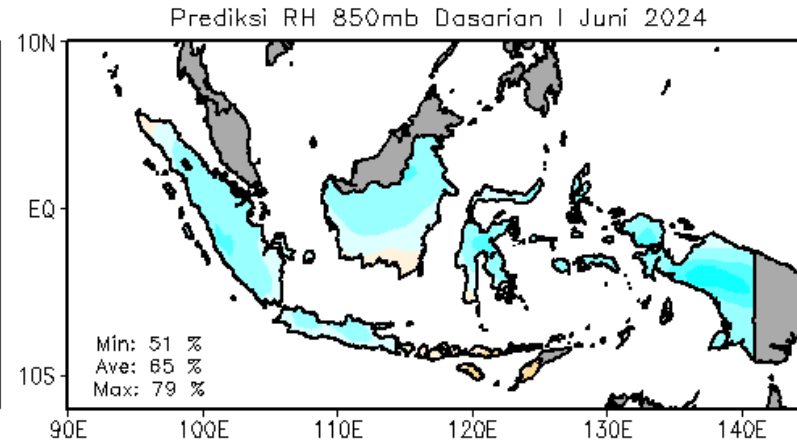 Prediksi RH 850mb Dasarian I Juni 2024
10N
EQ
10S
Min: 51 %
Ave: 65 %
Max: 79 %
90E 100E 110E 120E 130E 140E